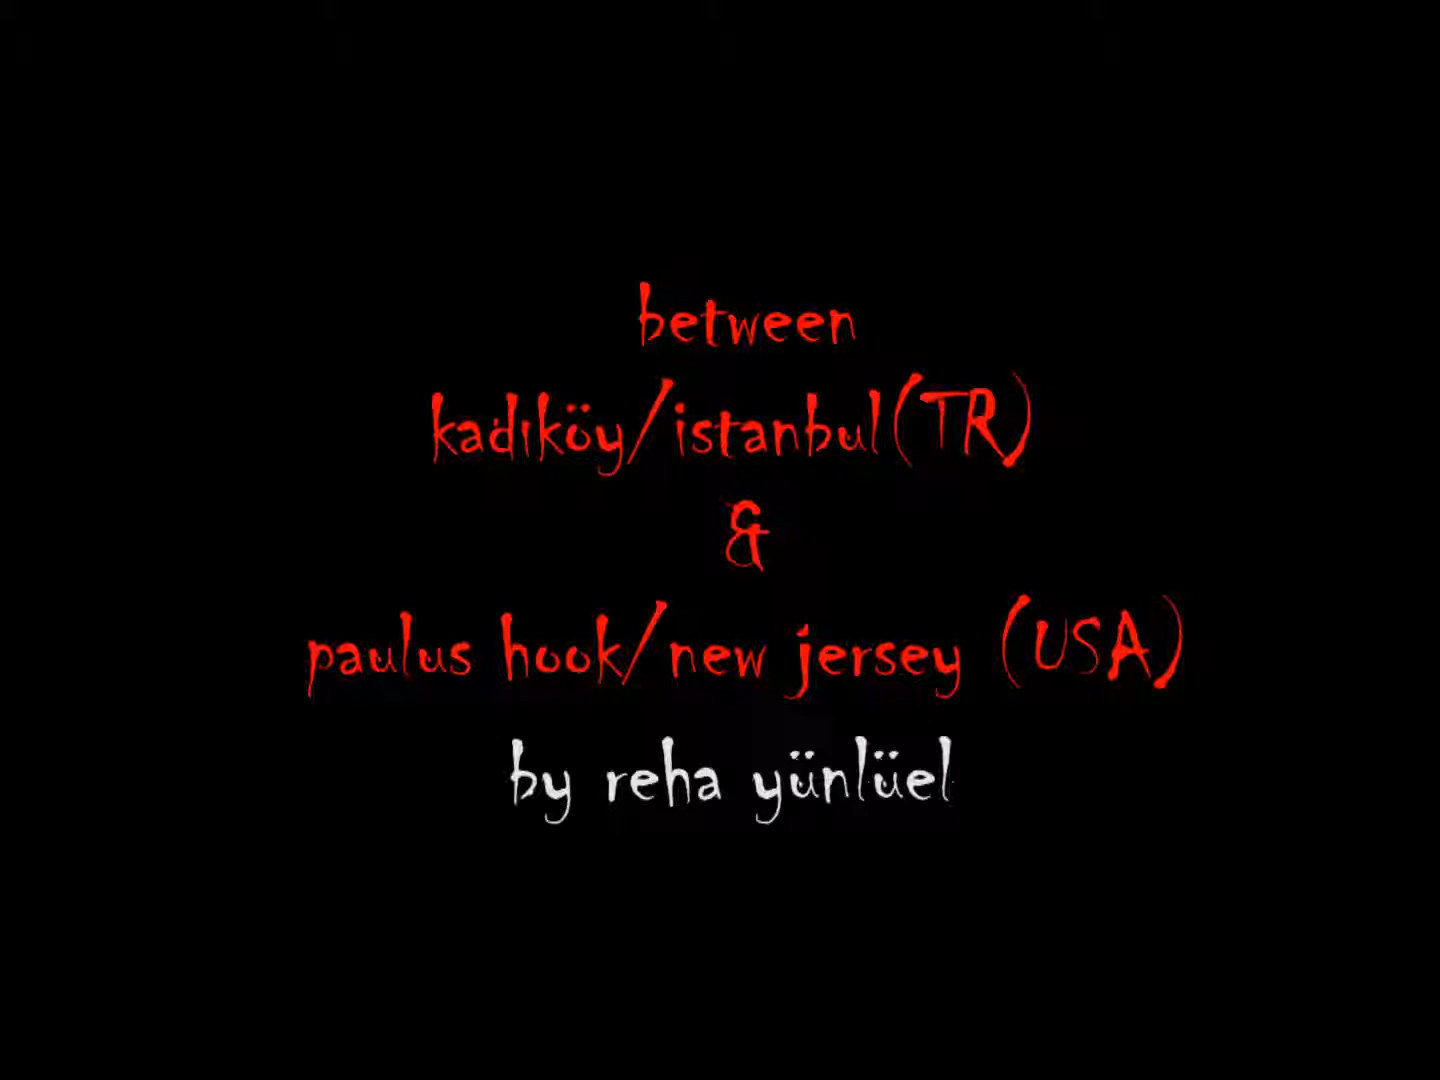 between
kadıköy/istanbul(TR)
&
paulus hook/new jersey (USA)
by reha yünlüel